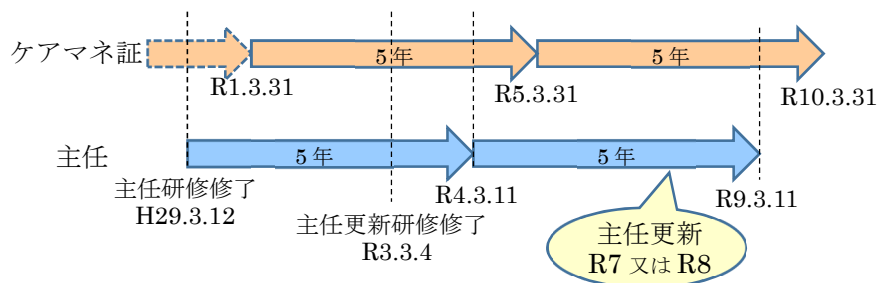 ケアマネ証
5年
5年
R1.3.31
R5.3.31
R10.3.31
主任
5年
5年
主任研修修了
H29.3.12
主任更新研修修了
R3.3.4
R4.3.11
R9.3.11
主任更新
R7 又は R8